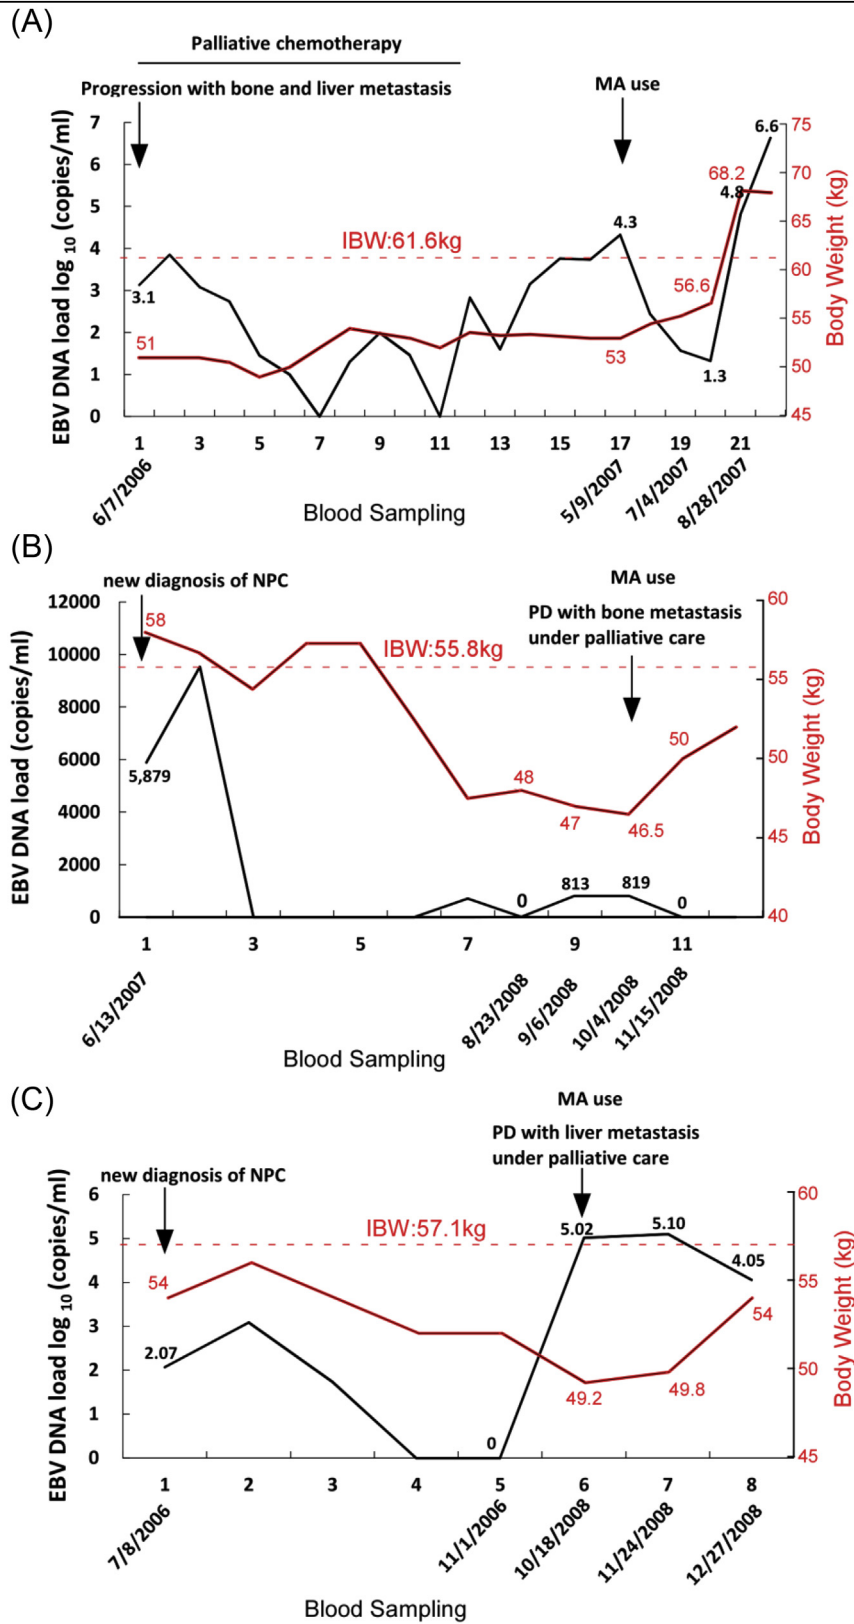 (A)
Palliative chemotherapy
Progression with bone and liver metastasis
MA use
EBV DNA load log 10 (copies/ml)
7
6
5
4
3
2
1
0
75
70
65
60
55
50
45
Body Weight (kg)
IBW:61.6kg
3.1
51
4.3
53
56.6
1.3
68.2
4.8
6.6
1 3 5 7 9 11 13 15 17 19 21
6/7/2006 5/9/2007 7/4/2007 8/28/2007
Blood Sampling
(B)
new diagnosis of NPC
MA use
PD with bone metastasis
under palliative care
EBV DNA load (copies/ml)
12000
10000
8000
6000
4000
2000
0
60
55
50
45
40
Body Weight (kg)
IBW:55.8kg
58
5,879
48
47
46.5
50
0
813
819
0
1 3 5 7 9 11
6/13/2007 8/23/2008 9/6/2008 10/4/2008 11/15/2008
Blood Sampling
(C)
MA use
PD with liver metastasis
under palliative care
new diagnosis of NPC
EBV DNA load log 10 (copies/ml)
6
5
4
3
2
1
0
60
55
50
45
Body Weight (kg)
IBW:57.1kg
54
2.07
0
5.02
5.10
4.05
49.2
49.8
54
1 2 3 4 5 6 7 8
7/8/2006 11/1/2006 10/18/2008 11/24/2008 12/27/2008
Blood Sampling